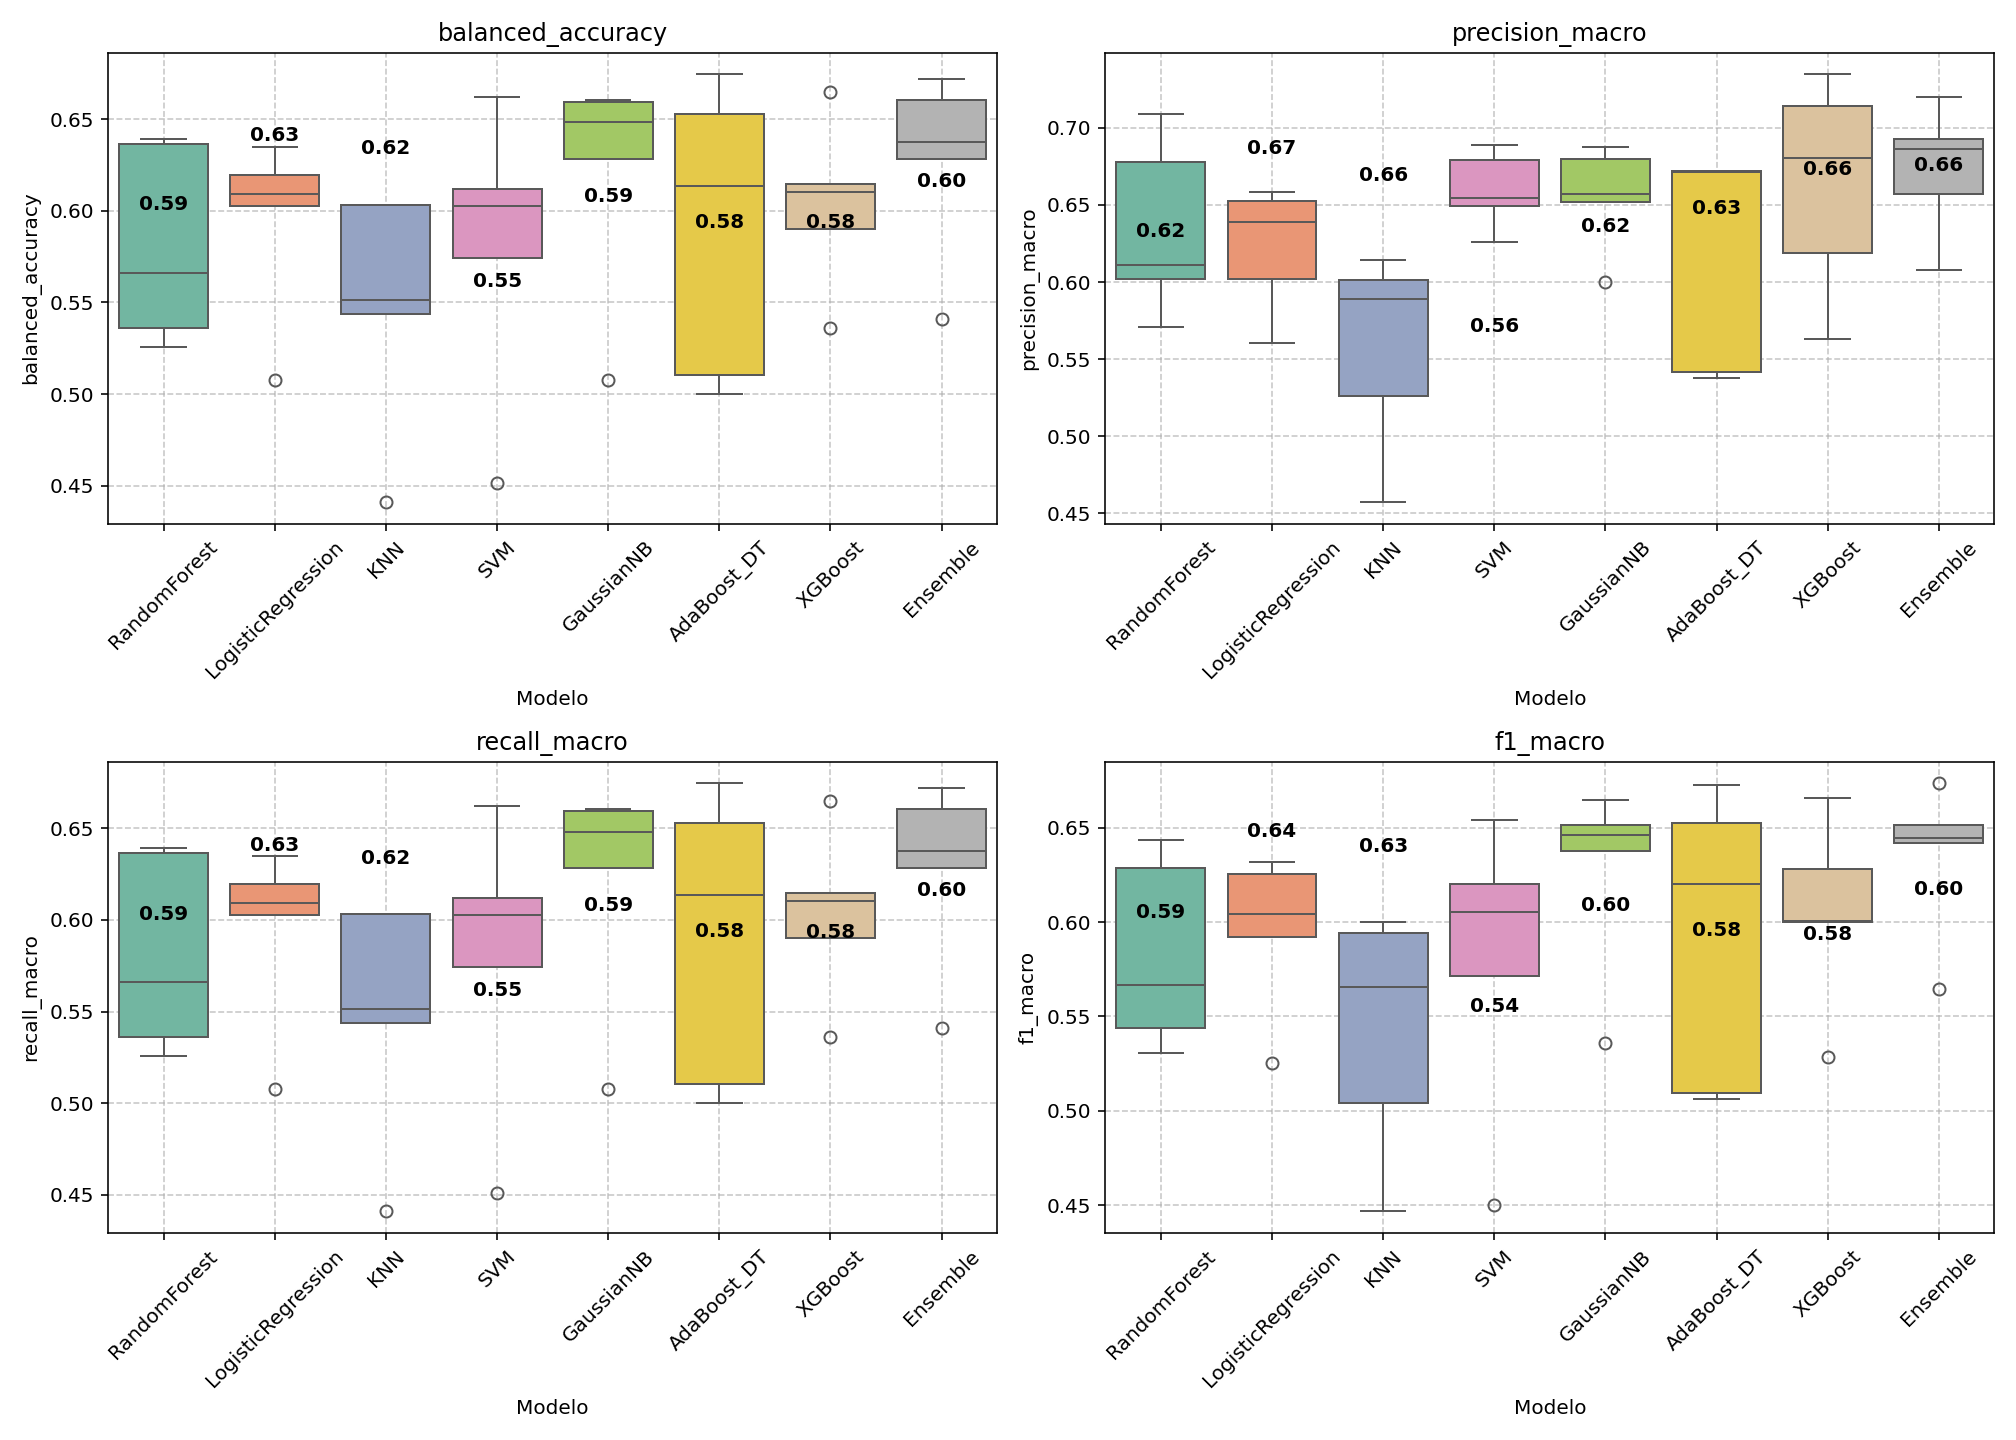 balanced_accuracy
balanced_accuracy
0.65
0.60
0.55
0.50
0.45
0.59
0.63
0.62
0.55
0.59
0.58
0.58
0.60
RandomForest
LogisticRegression
KNN
SVM
GaussianNB
AdaBoost_DT
XGBoost
Ensemble
Modelo
precision_macro
precision_macro
0.70
0.65
0.60
0.55
0.50
0.45
0.62
0.67
0.66
0.56
0.62
0.63
0.66
0.66
RandomForest
LogisticRegression
KNN
SVM
GaussianNB
AdaBoost_DT
XGBoost
Ensemble
Modelo
recall_macro
recall_macro
0.65
0.60
0.55
0.50
0.45
0.59
0.63
0.62
0.55
0.59
0.58
0.58
0.60
RandomForest
LogisticRegression
KNN
SVM
GaussianNB
AdaBoost_DT
XGBoost
Ensemble
Modelo
f1_macro
f1_macro
0.65
0.60
0.55
0.50
0.45
0.59
0.64
0.63
0.54
0.60
0.58
0.58
0.60
RandomForest
LogisticRegression
KNN
SVM
GaussianNB
AdaBoost_DT
XGBoost
Ensemble
Modelo